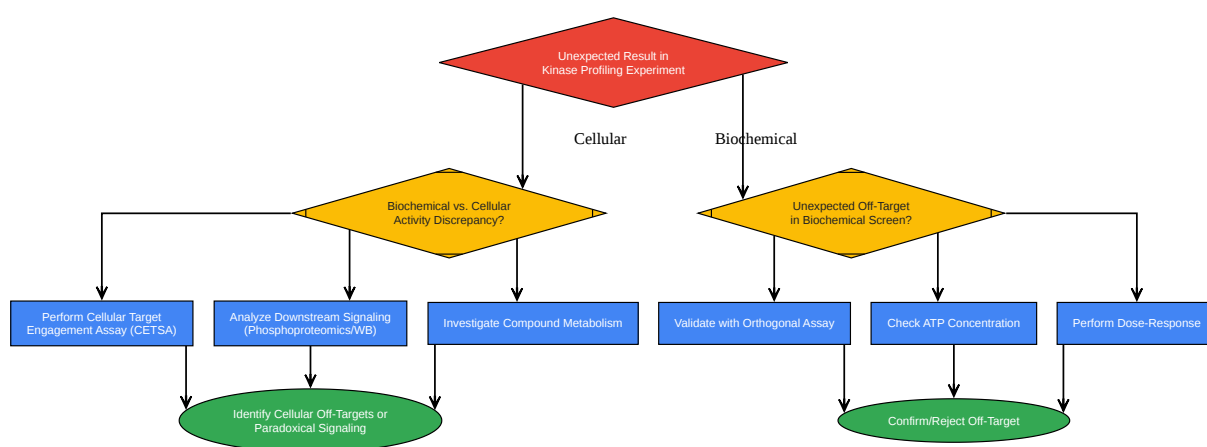 Unexpected Result in
Kinase Profiling Experiment
Cellular
Biochemical
Biochemical vs. Cellular
Activity Discrepancy?
Unexpected Off-Target
in Biochemical Screen?
Perform Cellular Target
Engagement Assay (CETSA)
Analyze Downstream Signaling
(Phosphoproteomics/WB)
Investigate Compound Metabolism
Validate with Orthogonal Assay
Check ATP Concentration
Perform Dose-Response
Identify Cellular Off-Targets or
Paradoxical Signaling
Confirm/Reject Off-Target